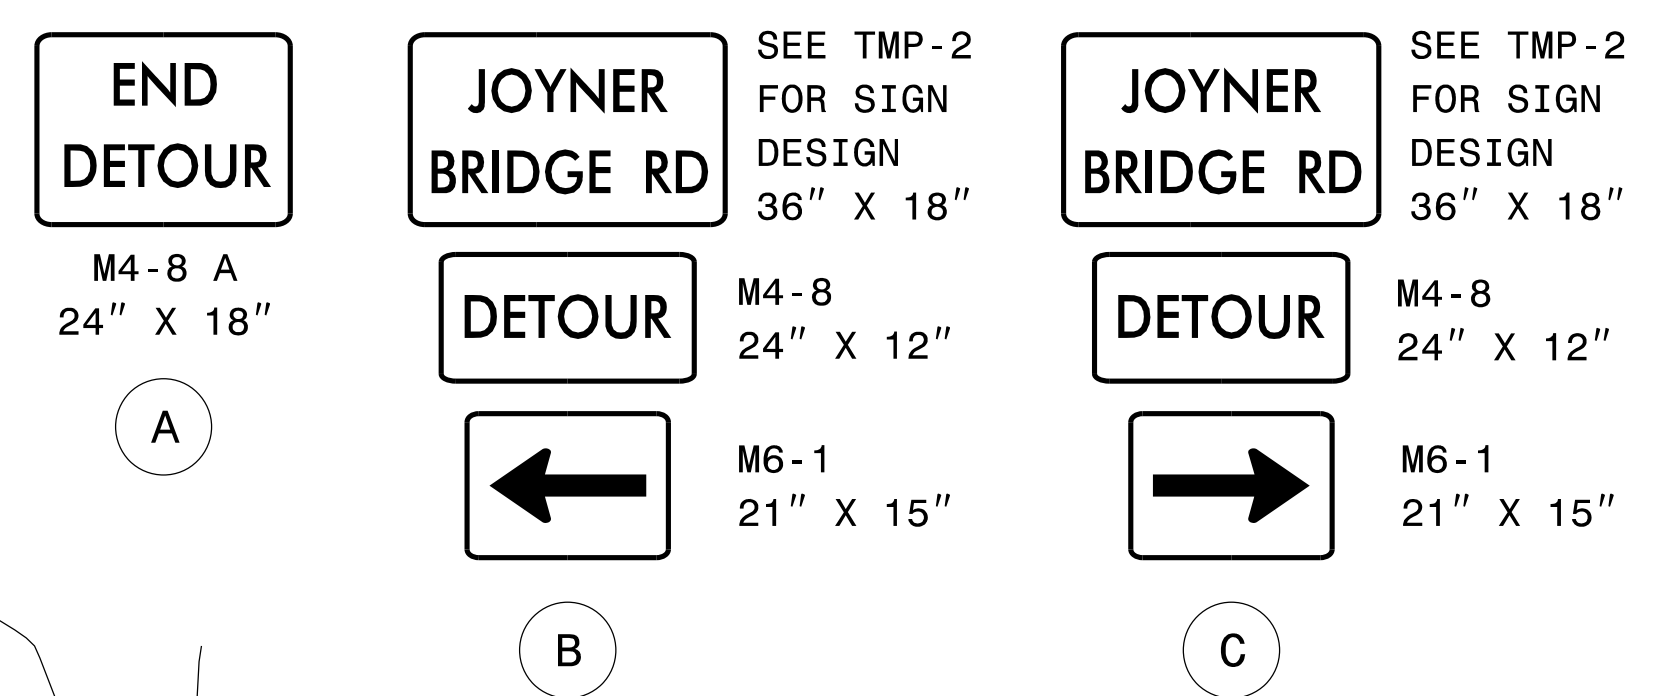 END
DETOUR
M4-8 A
24" X 18"
A
JOYNER
BRIDGE RD
SEE TMP-2
FOR SIGN
DESIGN
36" X 18"
DETOUR
M4-8
24" X 12"
M6-1
21" X 15"
B
JOYNER
BRIDGE RD
SEE TMP-2
FOR SIGN
DESIGN
36" X 18"
DETOUR
M4-8
24" X 12"
M6-1
21" X 15"
C